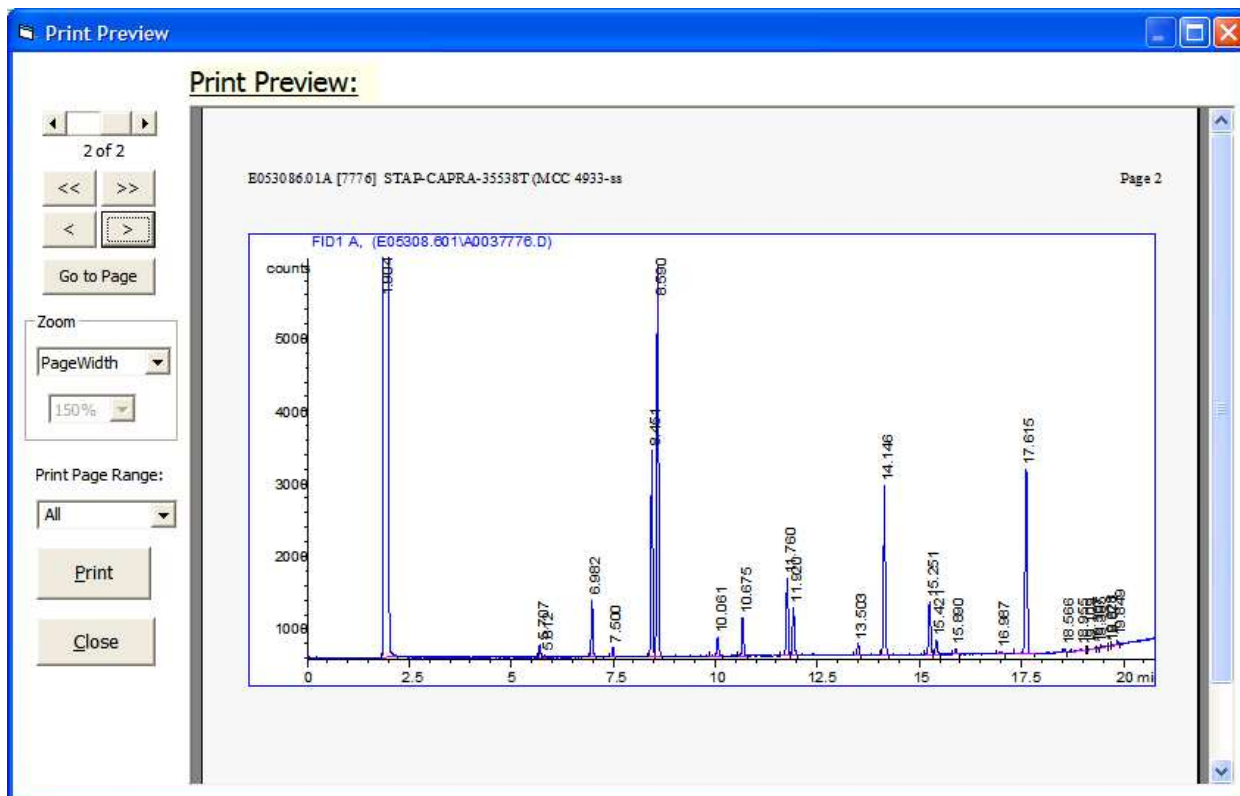 Print Preview
Print Preview:
2 of 2
<< >>
< >
Go to Page
Zoom
PageWidth
150%
Print Page Range:
All
Print
Close
E053086.01A [7776] STAP-CAPRA-35538T (MCC 4933-ss Page 2
FID1 A, (E05308.601\A0037776.D)
counts
5000
4000
3000
2000
1000
1.904
5.707
5.812
6.982
7.500
8.451
8.590
10.061
10.675
11.760
11.920
13.503
14.146
15.251
15.421
15.890
16.987
17.615
18.566
18.955
19.849
0 2.5 5 7.5 10 12.5 15 17.5 20 mi